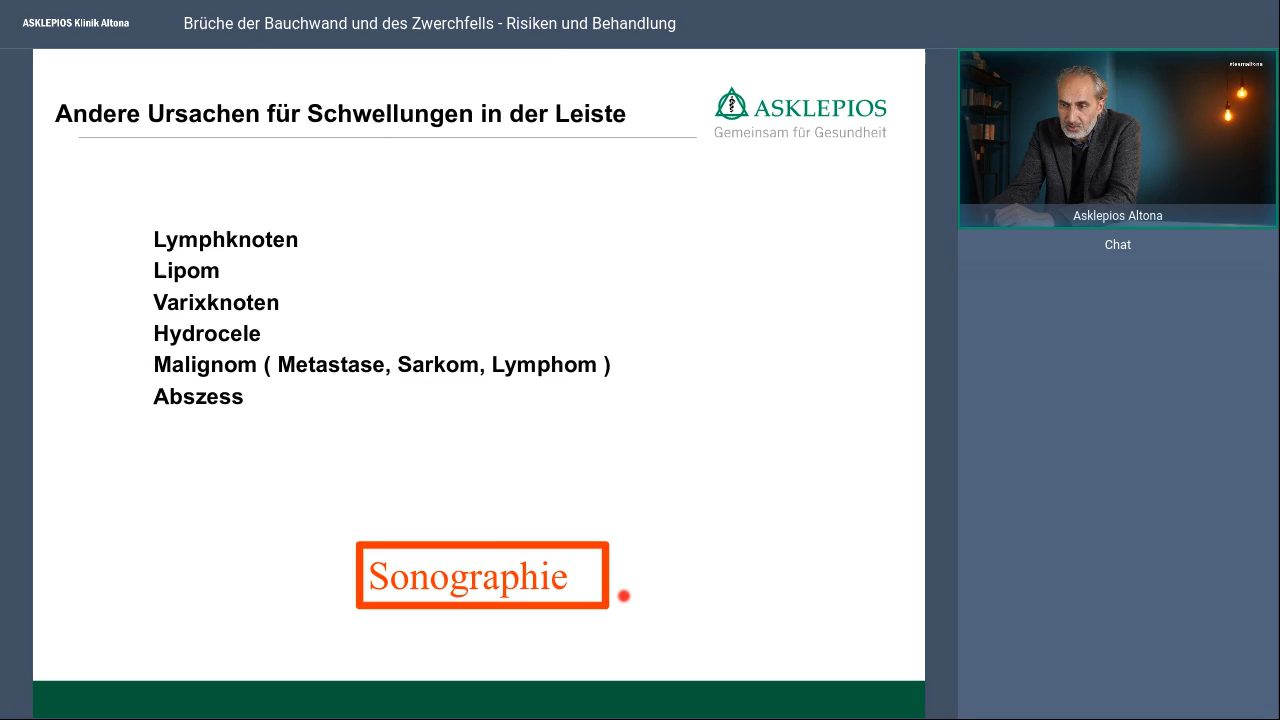 ASKLEPIOS Klinik Altona
Brüche der Bauchwand und des Zwerchfells - Risiken und Behandlung
Andere Ursachen für Schwellungen in der Leiste
ASKLEPIOS
Gemeinsam für Gesundheit
#teamaltona
Lymphknoten
Lipom
Varixknoten
Hydrocele
Malignom ( Metastase, Sarkom, Lymphom )
Abszess
Sonographie
Asklepios Altona
Chat